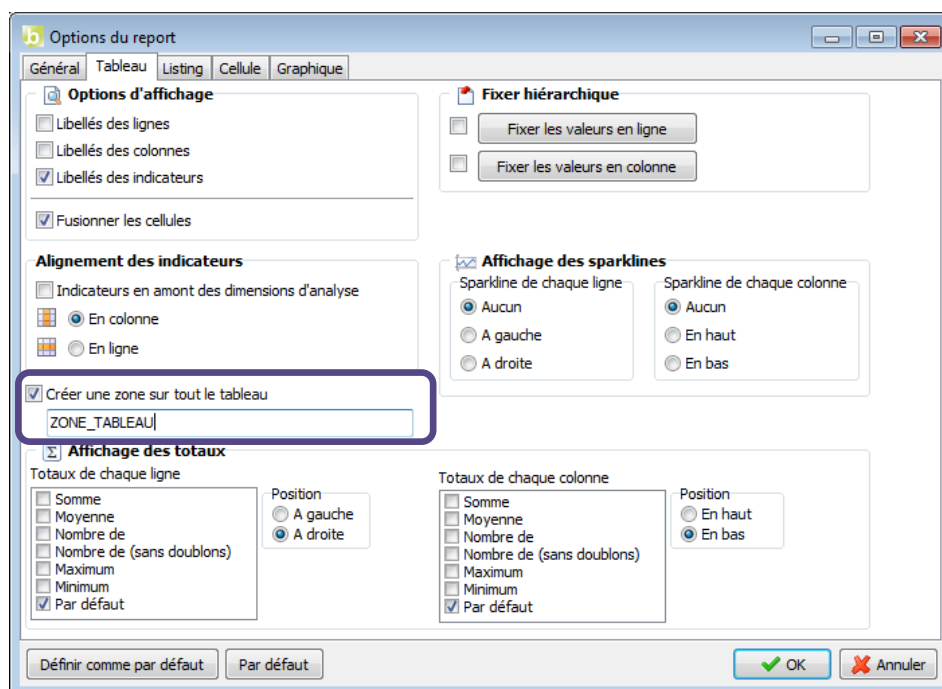 b Options du report
Général Tableau Listing Cellule Graphique
Options d'affichage
Libellés des lignes
Libellés des colonnes
Libellés des indicateurs
Fusionner les cellules
Fixer hiérarchique
Fixer les valeurs en ligne
Fixer les valeurs en colonne
Alignement des indicateurs
Indicateurs en amont des dimensions d'analyse
En colonne
En ligne
Affichage des sparklines
Sparkline de chaque ligne
Aucun
A gauche
A droite
Sparkline de chaque colonne
Aucun
En haut
En bas
Créer une zone sur tout le tableau
ZONE_TABLEAU
Σ Affichage des totaux
Totaux de chaque ligne
Somme
Moyenne
Nombre de
Nombre de (sans doublons)
Maximum
Minimum
Par défaut
Position
A gauche
A droite
Totaux de chaque colonne
Somme
Moyenne
Nombre de
Nombre de (sans doublons)
Maximum
Minimum
Par défaut
Position
En haut
En bas
Définir comme par défaut Par défaut OK Annuler